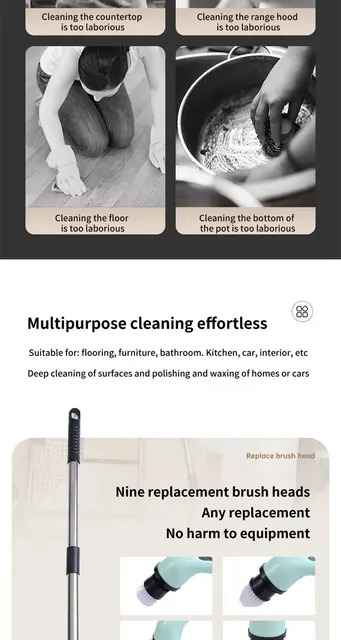 Cleaning the countertop
is too laborious
Cleaning the range hood
is too laborious
Cleaning the floor
is too laborious
Cleaning the bottom of
the pot is too laborious
Multipurpose cleaning effortless
Suitable for: flooring, furniture, bathroom. Kitchen, car, interior, etc
Deep cleaning of surfaces and polishing and waxing of homes or cars
Replace brush head
Nine replacement brush heads
Any replacement
No harm to equipment